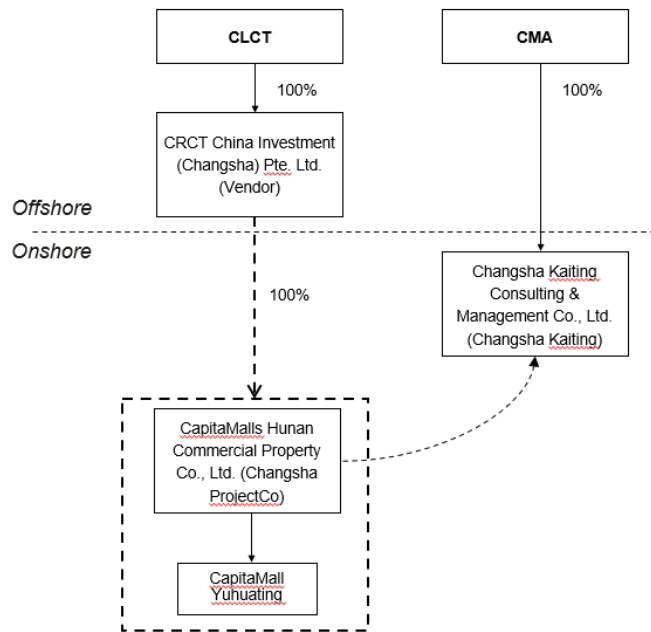 CLCT
CMA
100%
100%
CRCT China Investment
(Changsha) Pte. Ltd.
(Vendor)
Offshore
Onshore
Changsha Kaiting
Consulting &
Management Co., Ltd.
(Changsha Kaiting)
100%
CapitaMalls Hunan
Commercial Property
Co., Ltd. (Changsha
ProjectCo)
CapitaMall
Yuhuating